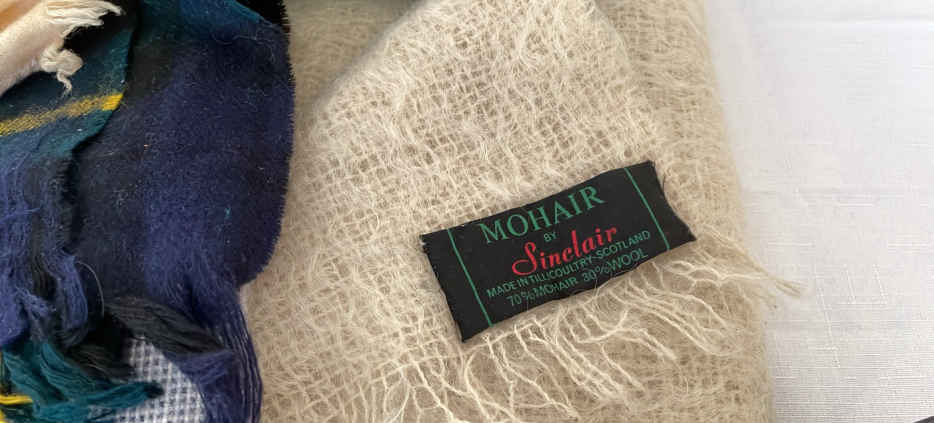 MOHAIR
BY
Sinclair
MADE IN TILLICOULTRY-SCOTLAND
70% MOHAIR 30% WOOL